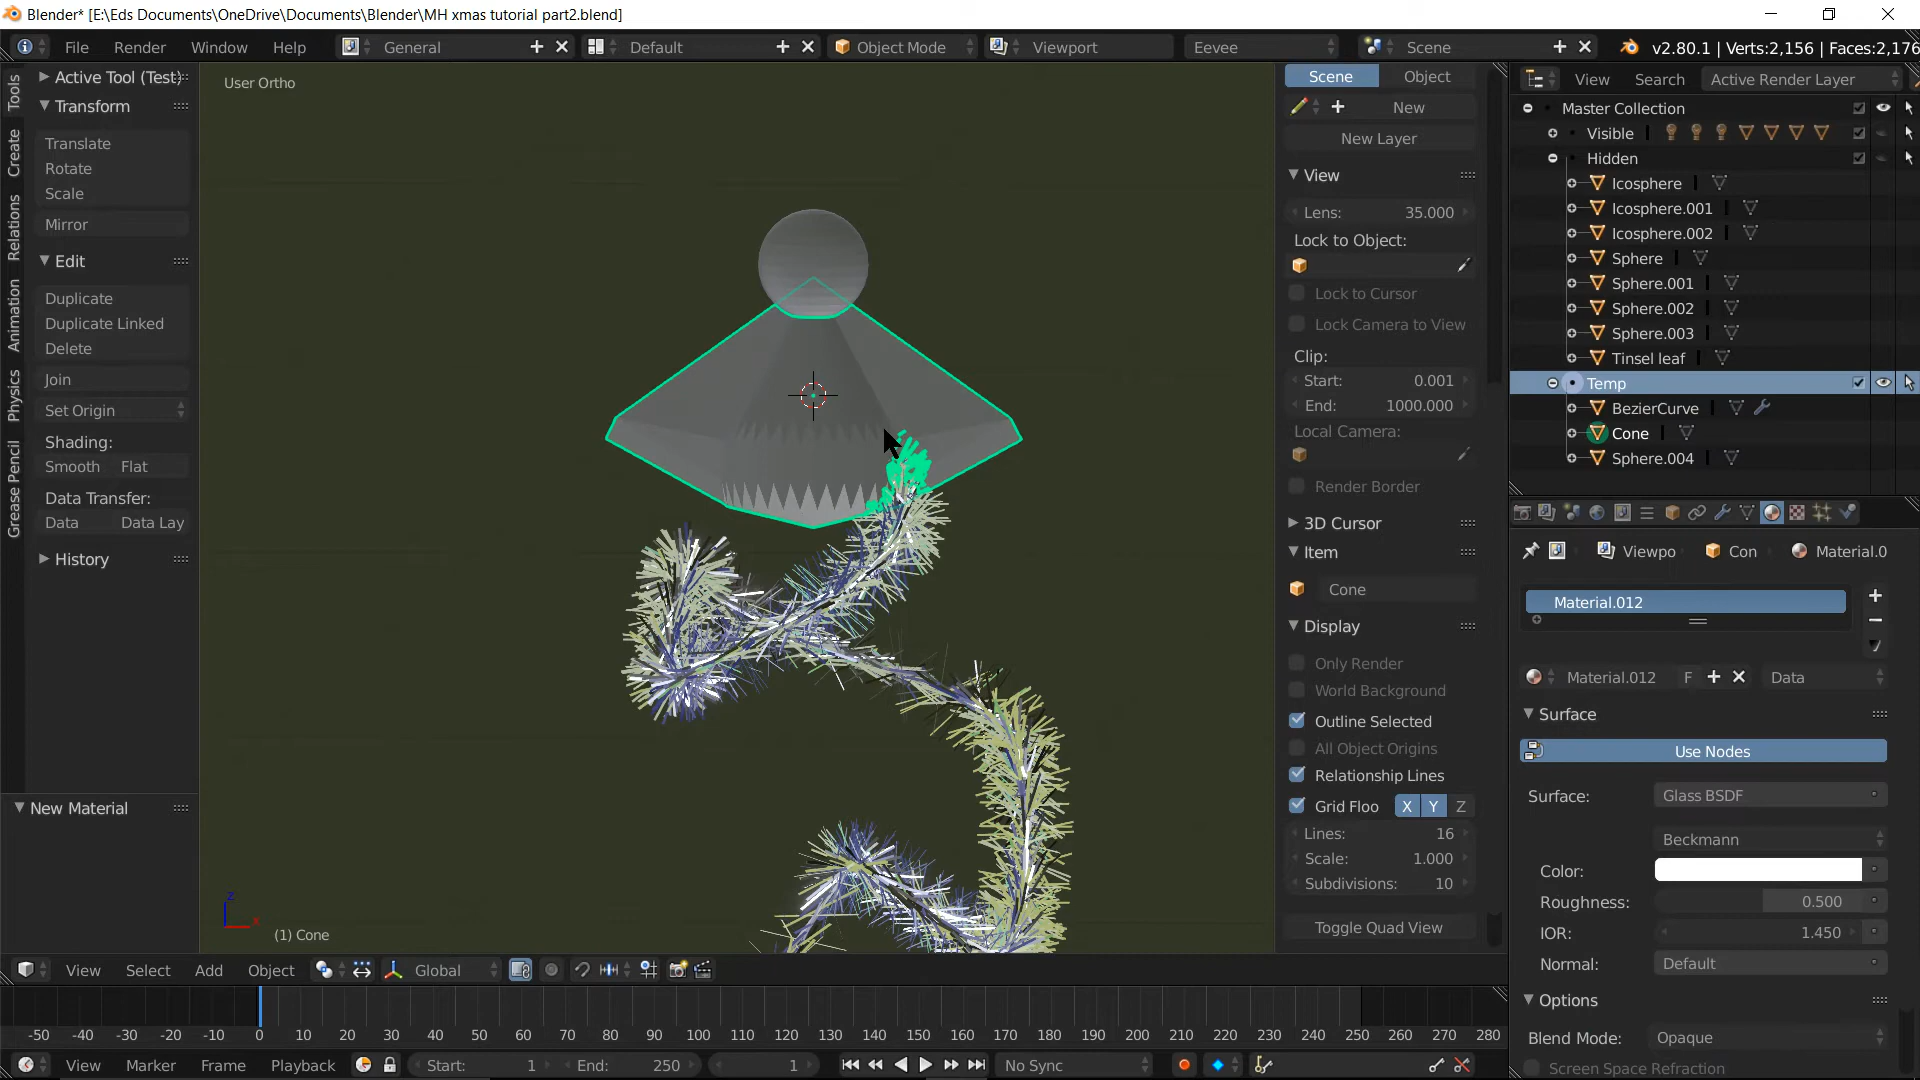 Blender* [E:\Eds Documents\OneDrive\Documents\Blender\MH xmas tutorial part2.blend]
File Render Window Help General Default Object Mode Viewport Eevee Scene v2.80.1 | Verts:2,156 | Faces:2,176
Tools
Create
Relations
Animation
Physics
Grease Pencil
Active Tool (Test)
Transform
Translate
Rotate
Scale
Mirror
Edit
Duplicate
Duplicate Linked
Delete
Join
Set Origin
Shading:
Smooth Flat
Data Transfer:
Data Data Lay
History
New Material
User Ortho
z
x
(1) Cone
Scene Object
New
New Layer
View
Lens: 35.000
Lock to Object:
Lock to Cursor
Lock Camera to View
Clip:
Start: 0.001
End: 1000.000
Local Camera:
Render Border
3D Cursor
Item
Cone
Display
Only Render
World Background
Outline Selected
All Object Origins
Relationship Lines
Grid Floo X Y Z
Lines: 16
Scale: 1.000
Subdivisions: 10
Toggle Quad View
View Search Active Render Layer
Master Collection
Visible
Hidden
Icosphere
Icosphere.001
Icosphere.002
Sphere
Sphere.001
Sphere.002
Sphere.003
Tinsel leaf
Temp
BezierCurve
Cone
Sphere.004
Viewpo Con Material.0
Material.012
Material.012 F Data
Surface
Use Nodes
Surface: Glass BSDF
Beckmann
Color:
Roughness: 0.500
IOR: 1.450
Normal: Default
Options
Blend Mode: Opaque
Screen Space Refraction
View Select Add Object Global
-50 -40 -30 -20 -10 0 10 20 30 40 50 60 70 80 90 100 110 120 130 140 150 160 170 180 190 200 210 220 230 240 250 260 270 280
View Marker Frame Playback Start: 1 End: 250 1 No Sync